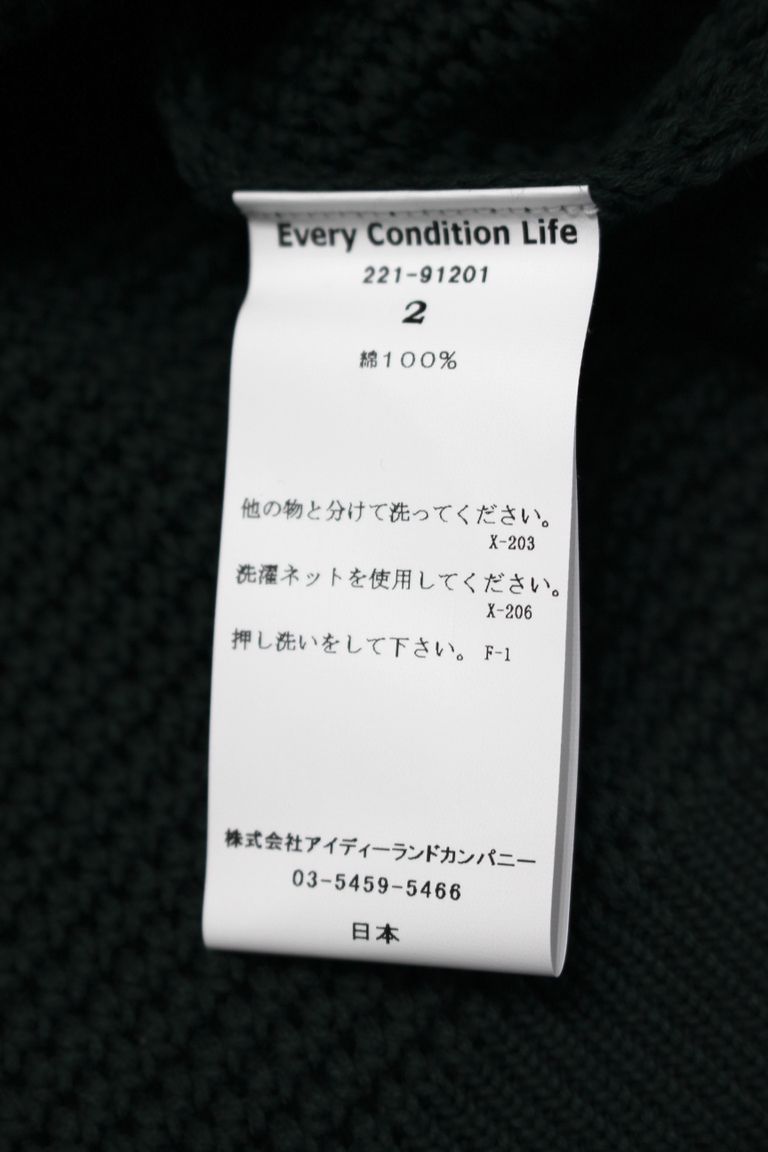 Every Condition Life
221-91201
2
綿100%
他の物と分けて洗ってください。
X-203
洗濯ネットを使用してください。
X-206
押し洗いをして下さい。 F-1
株式会社アイディーランドカンパニー
03-5459-5466
日本